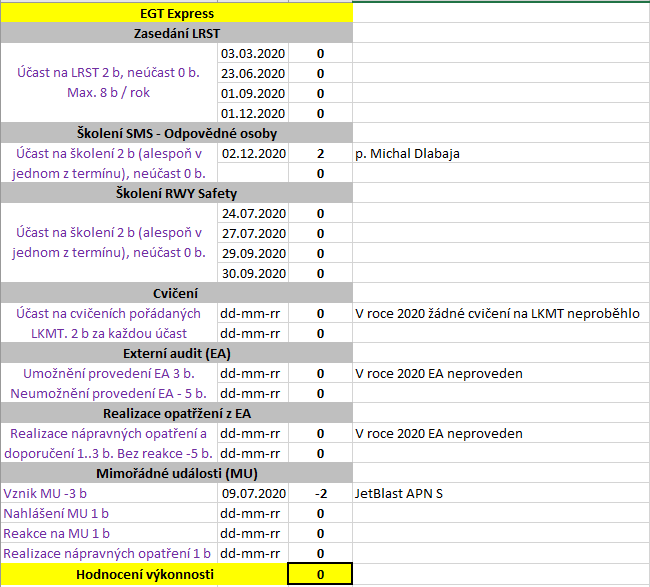 EGT Express
Zasedání LRST
03.03.2020 0
Účast na LRST 2 b, neúčast 0 b. 23.06.2020 0
Max. 8 b / rok 01.09.2020 0
01.12.2020 0
Školení SMS - Odpovědné osoby
Účast na školení 2 b (alespoň v 02.12.2020 2 p. Michal Dlabaja
jednom z termínu), neúčast 0 b. 0
Školení RWY Safety
24.07.2020 0
Účast na školení 2 b (alespoň v 27.07.2020 0
jednom z termínu), neúčast 0 b. 29.09.2020 0
30.09.2020 0
Cvičení
Účast na cvičeních pořádaných dd-mm-rr 0 V roce 2020 žádné cvičení na LKMT neproběhlo
LKMT. 2 b za každou účast dd-mm-rr 0
Externí audit (EA)
Umožnění provedení EA 3 b. dd-mm-rr 0 V roce 2020 EA neproveden
Neumožnění provedení EA - 5 b. dd-mm-rr 0
Realizace opatřžení z EA
Realizace nápravných opatření a dd-mm-rr 0 V roce 2020 EA neproveden
doporučení 1..3 b. Bez reakce -5 b. dd-mm-rr 0
Mimořádné události (MU)
Vznik MU -3 b 09.07.2020 -2 JetBlast APN S
Nahlášení MU 1 b dd-mm-rr 0
Reakce na MU 1 b dd-mm-rr 0
Realizace nápravných opatření 1 b dd-mm-rr 0
Hodnocení výkonnosti 0